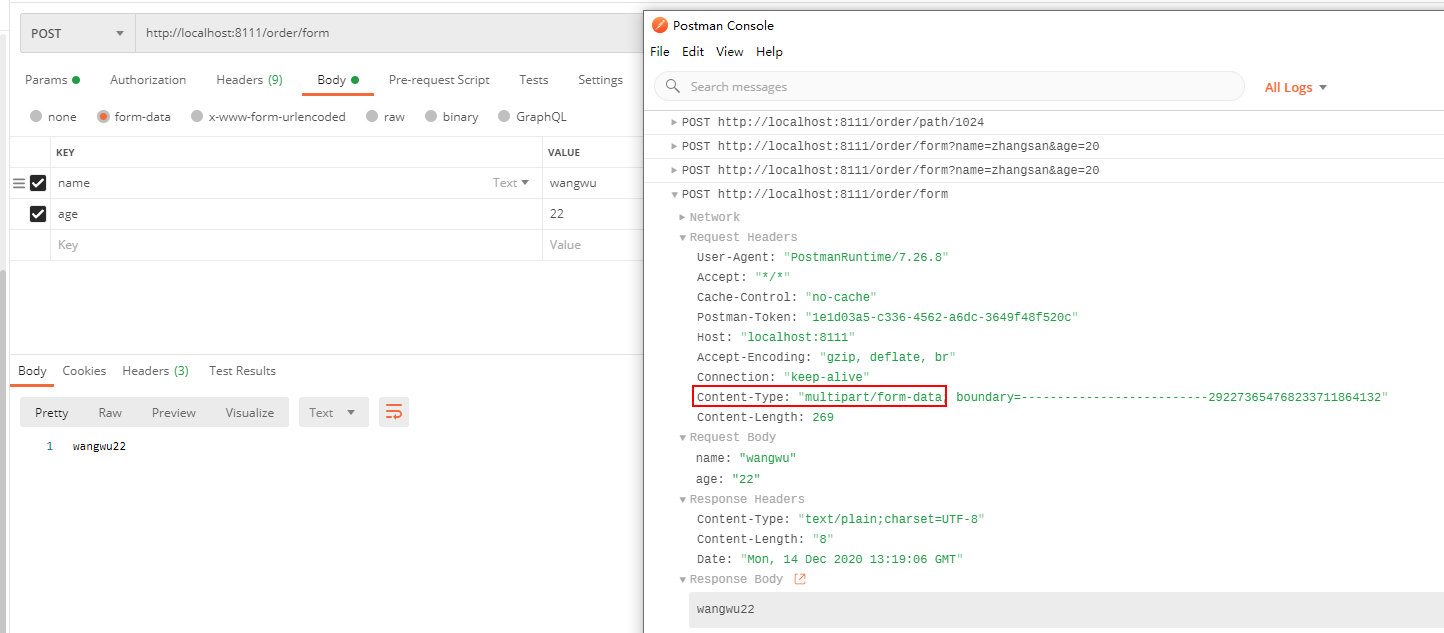 POST http://localhost:8111/order/form
Params Authorization Headers (9) Body Pre-request Script Tests Settings
none form-data x-www-form-urlencoded raw binary GraphQL
KEY VALUE
name Text wangwu
age 22
Key Value
Body Cookies Headers (3) Test Results
Pretty Raw Preview Visualize Text
1 wangwu22
Postman Console
File Edit View Help
Search messages All Logs
POST http://localhost:8111/order/path/1024
POST http://localhost:8111/order/form?name=zhangsan&age=20
POST http://localhost:8111/order/form?name=zhangsan&age=20
POST http://localhost:8111/order/form
Network
Request Headers
User-Agent: "PostmanRuntime/7.26.8"
Accept: "*/*"
Cache-Control: "no-cache"
Postman-Token: "1e1d03a5-c336-4562-a6dc-3649f48f520c"
Host: "localhost:8111"
Accept-Encoding: "gzip, deflate, br"
Connection: "keep-alive"
Content-Type: "multipart/form-data; boundary=--------------------------292273654768233711864132"
Content-Length: 269
Request Body
name: "wangwu"
age: "22"
Response Headers
Content-Type: "text/plain;charset=UTF-8"
Content-Length: "8"
Date: "Mon, 14 Dec 2020 13:19:06 GMT"
Response Body
wangwu22